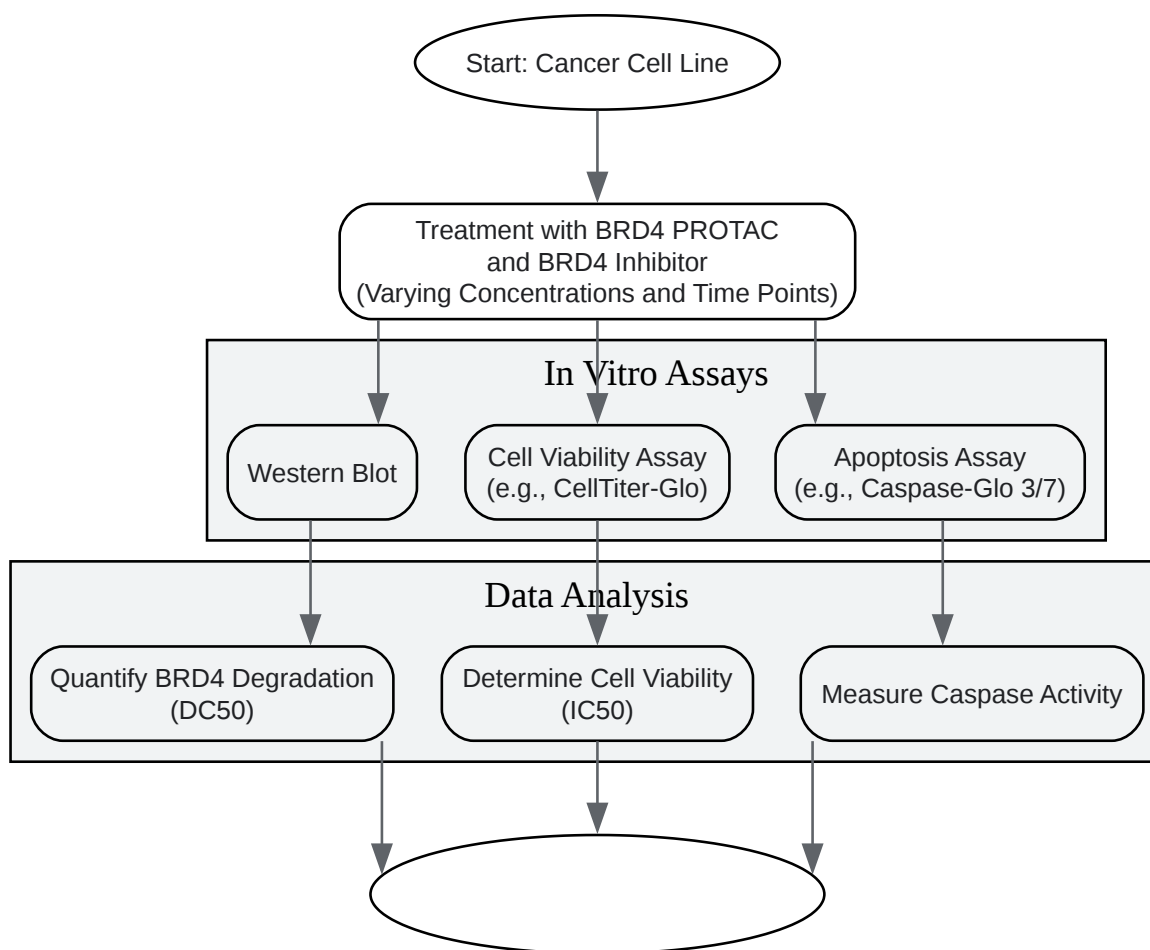 Start: Cancer Cell Line
Treatment with BRD4 PROTAC
and BRD4 Inhibitor
(Varying Concentrations and Time Points)
In Vitro Assays
Western Blot
Cell Viability Assay
(e.g., CellTiter-Glo)
Apoptosis Assay
(e.g., Caspase-Glo 3/7)
Data Analysis
Quantify BRD4 Degradation
(DC50)
Determine Cell Viability
(IC50)
Measure Caspase Activity